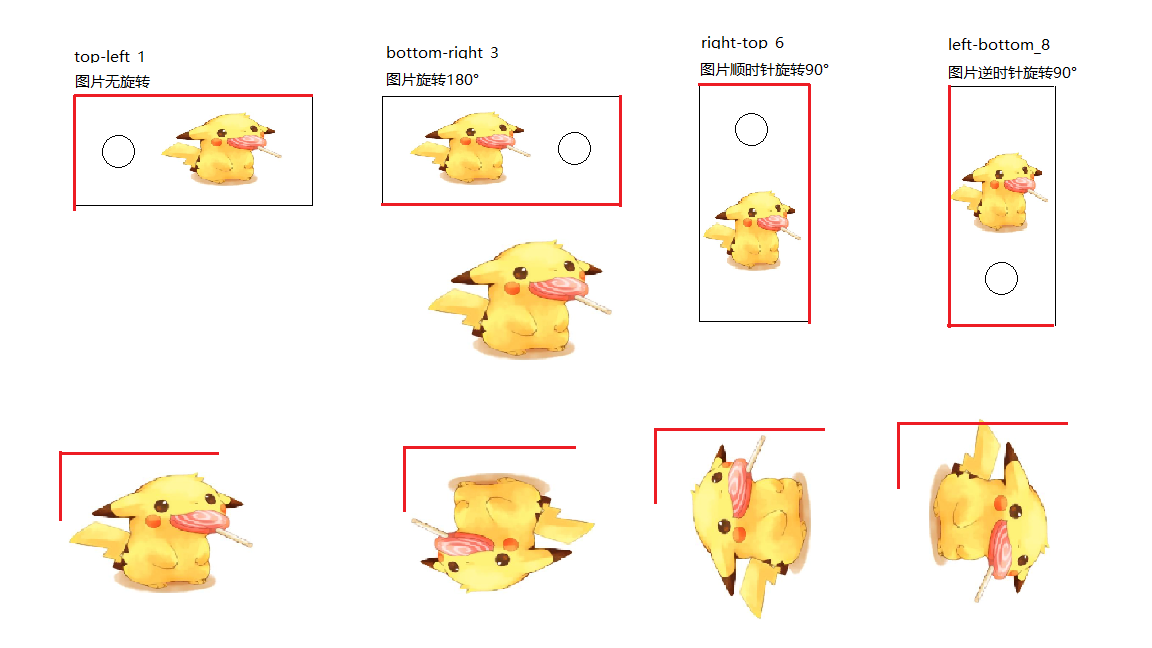 top-left 1
图片无旋转
bottom-right 3
图片旋转180°
right-top 6
图片顺时针旋转90°
left-bottom_8
图片逆时针旋转90°